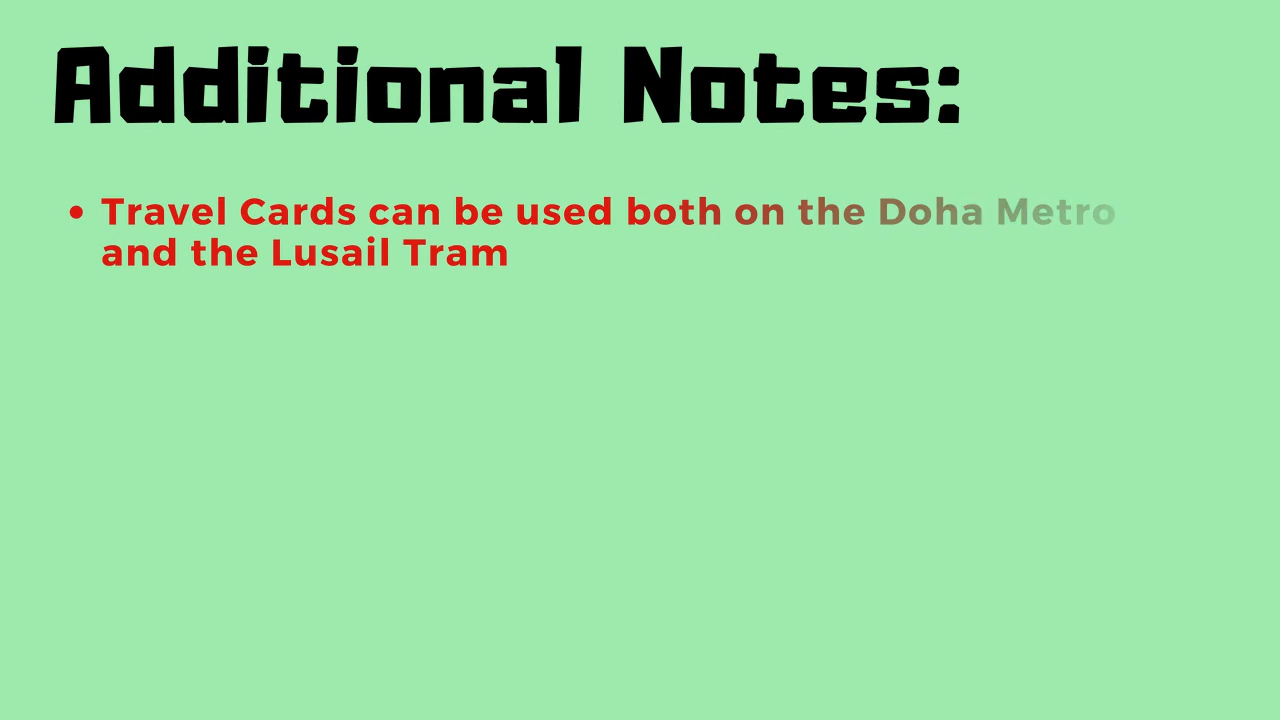 Additional Notes:
• Travel Cards can be used both on the Doha Metro
and the Lusail Tram